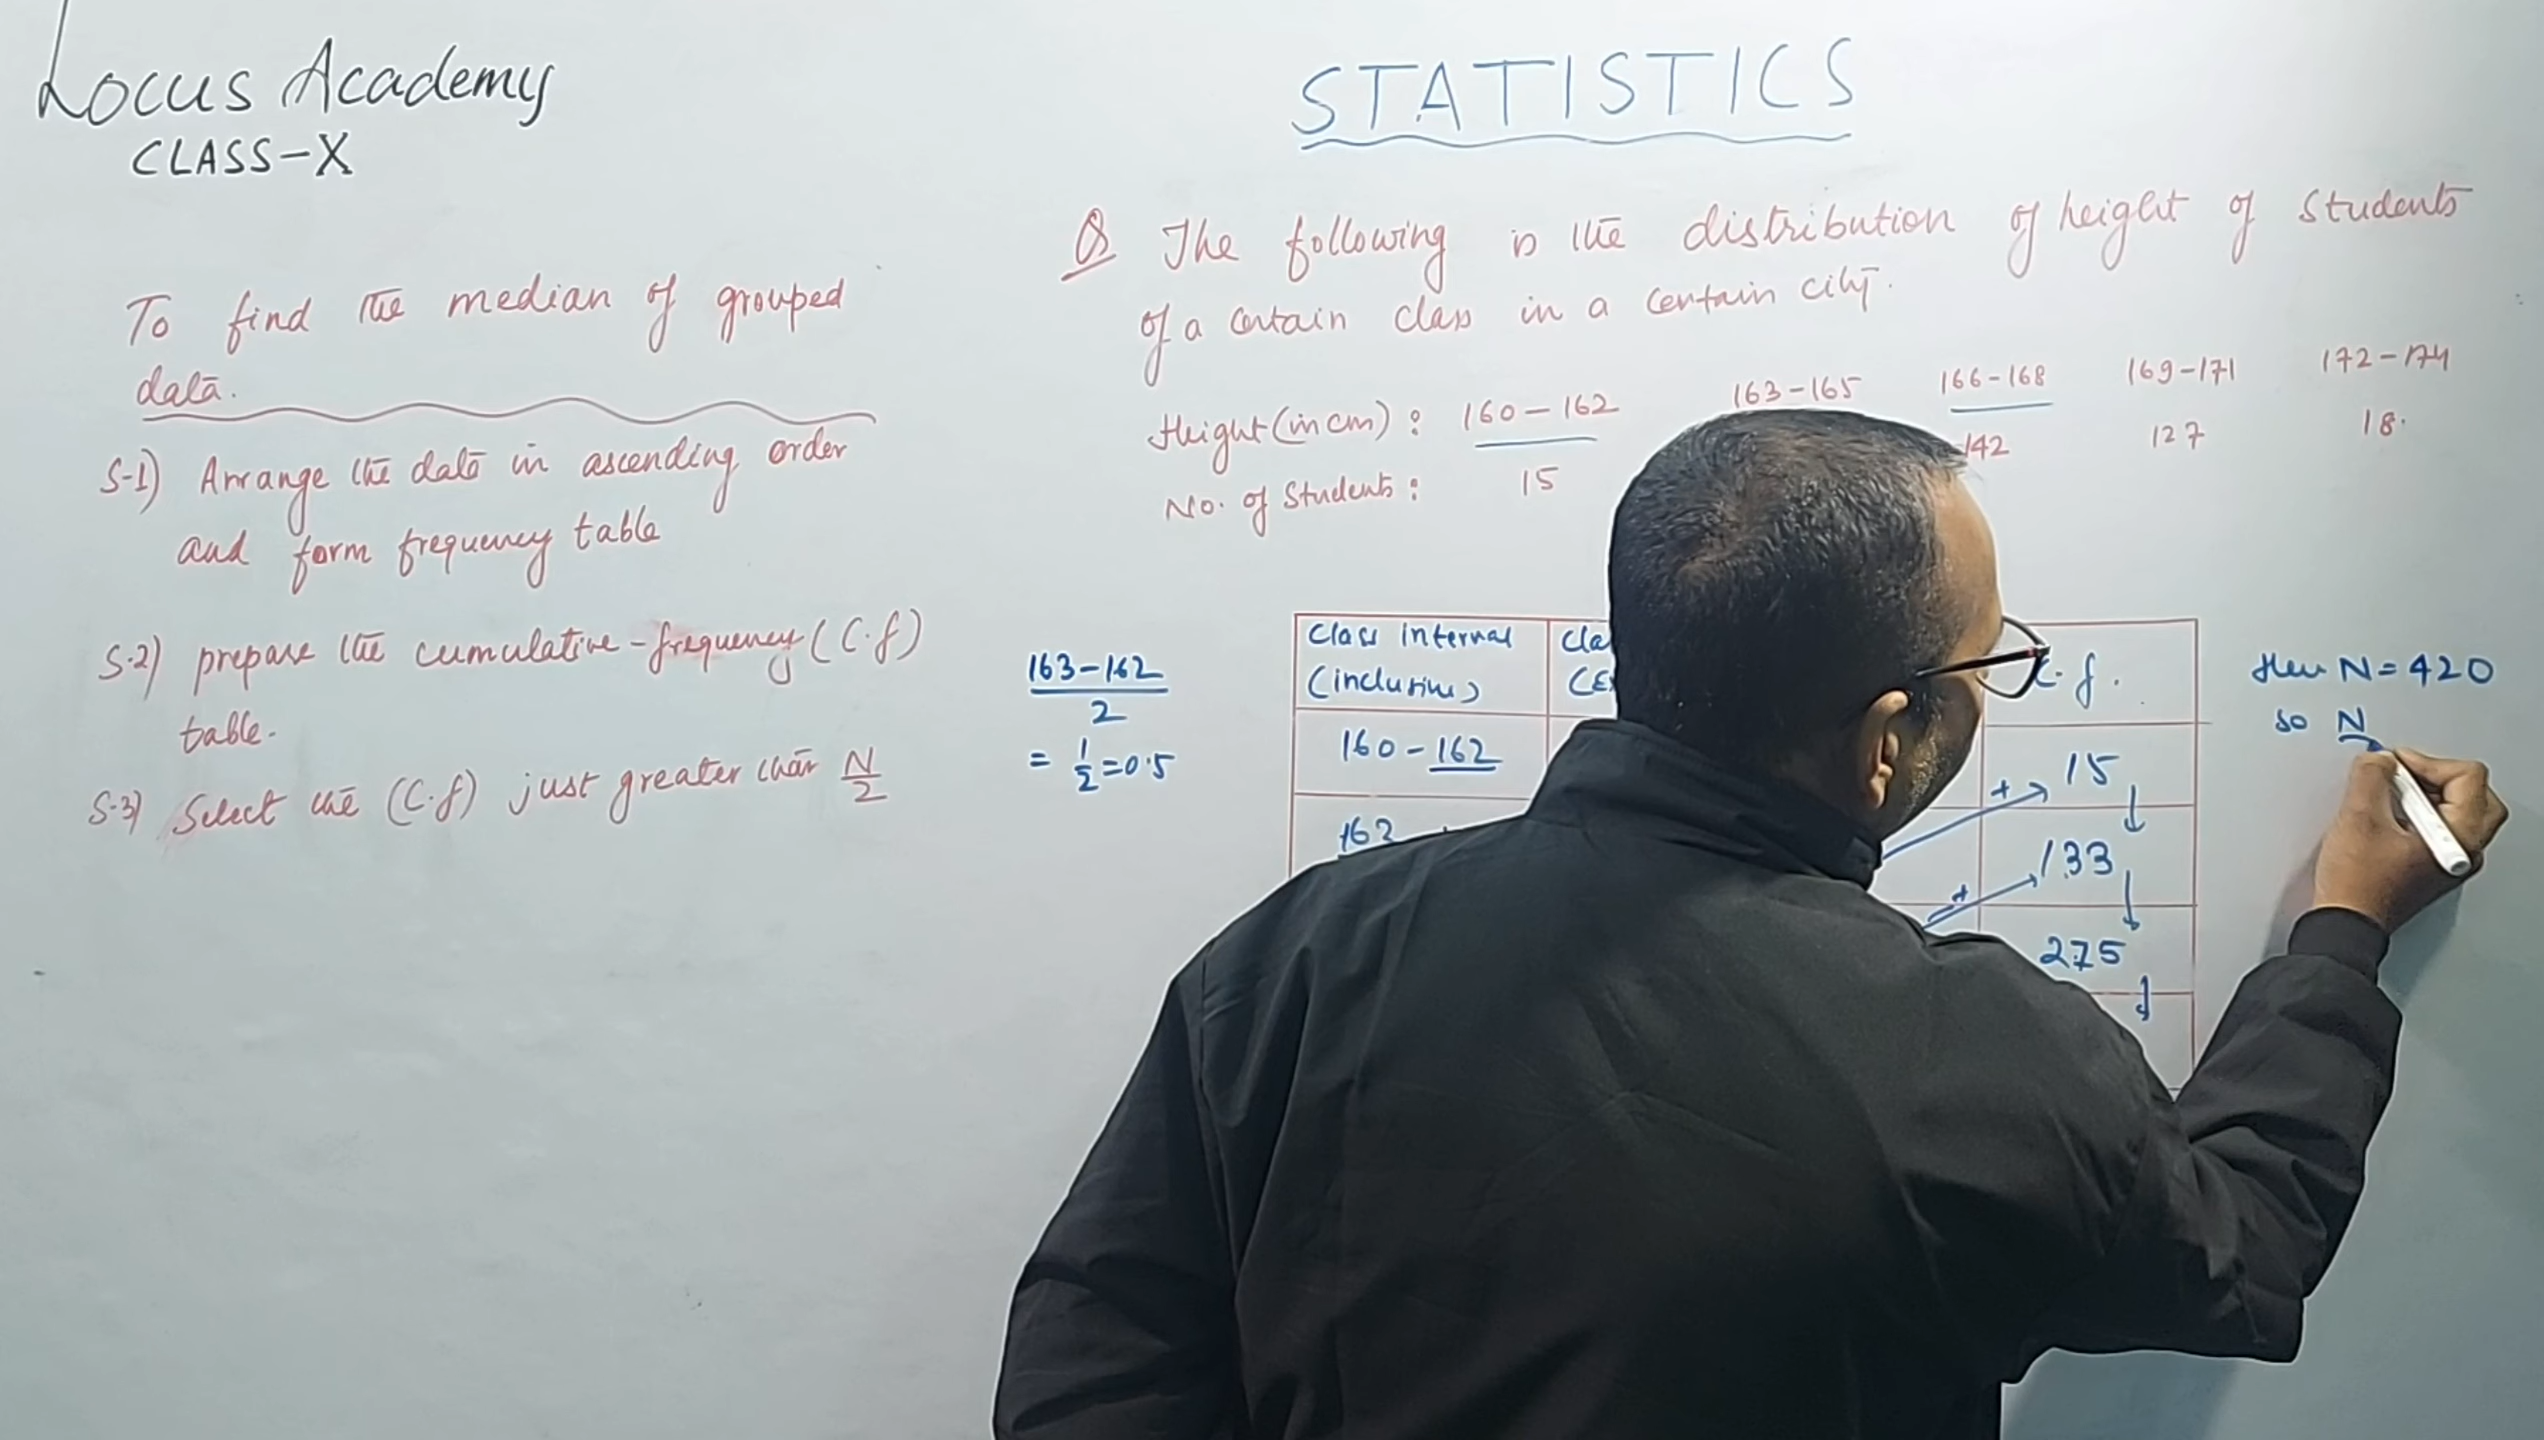 Locus Academy
CLASS-X
To find the median of grouped
data.
S-1) Arrange the data in ascending order
and form frequency table
S-2) prepare the cumulative-frequency (C.f)
table.
S-3) Select the (C.f) just greater than N/2
STATISTICS
Q The following is the distribution of height of students
of a certain class in a certain city.
Height (in cm) : 160-162 163-165 166-168 169-171 172-174
No. of Students : 15 142 127 18.
163-162
2
= 1/2 = 0.5
Class Interval
(inclusive)
C.f.
160-162 15
133
275
Here N = 420
so N